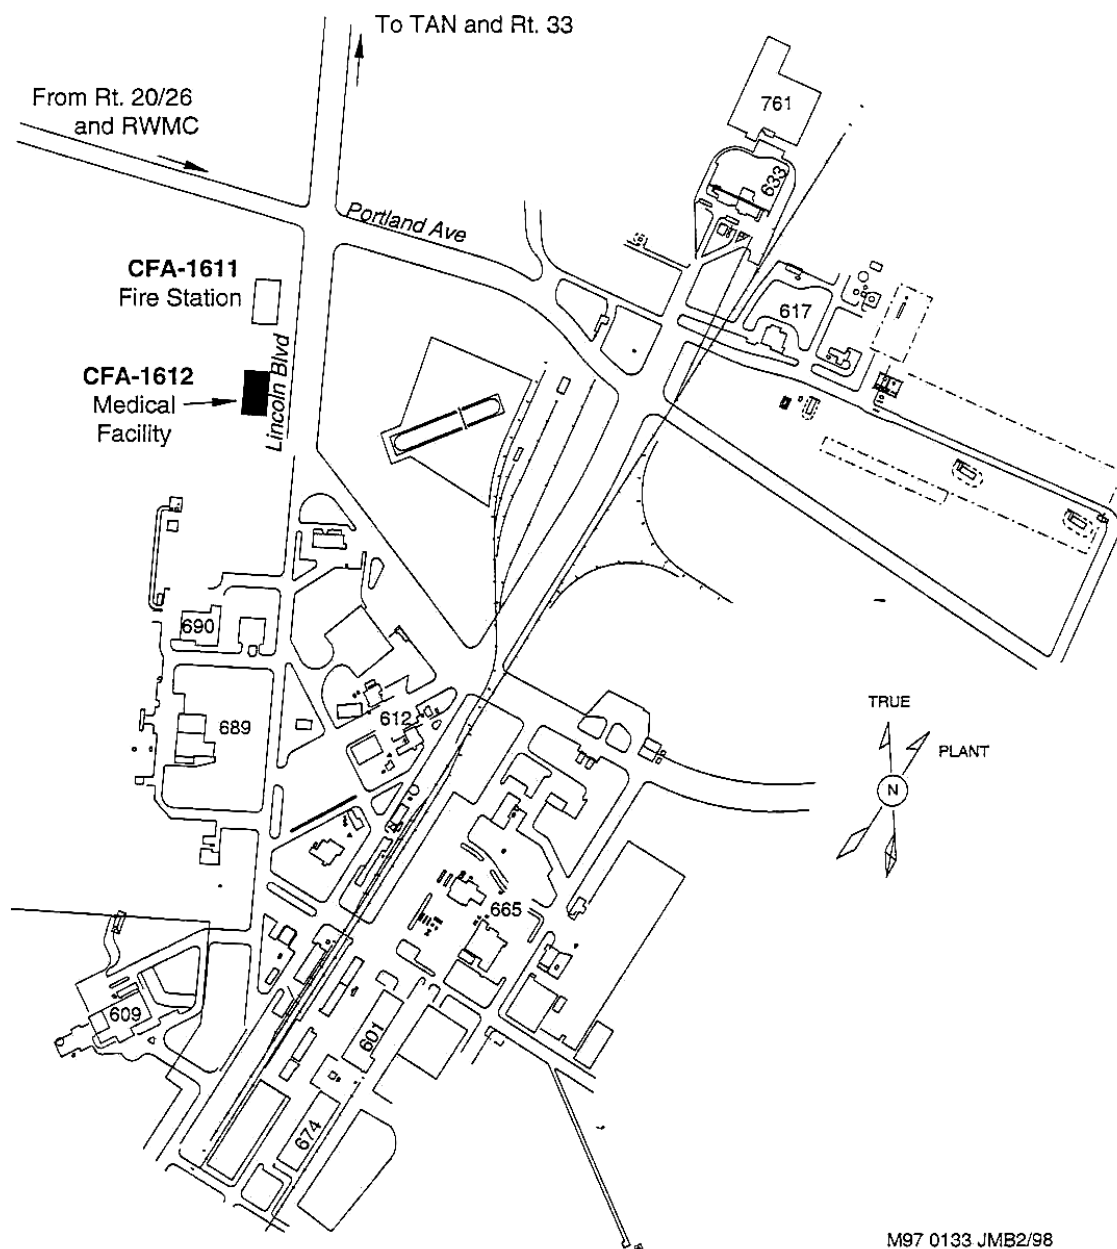 To TAN and Rt. 33
From Rt. 20/26
and RWMC
761
633
Portland Ave
CFA-1611
Fire Station
617
CFA-1612
Medical
Facility
Lincoln Blvd
690
689
612
TRUE
PLANT
N
665
609
601
674
M97 0133 JMB2/98